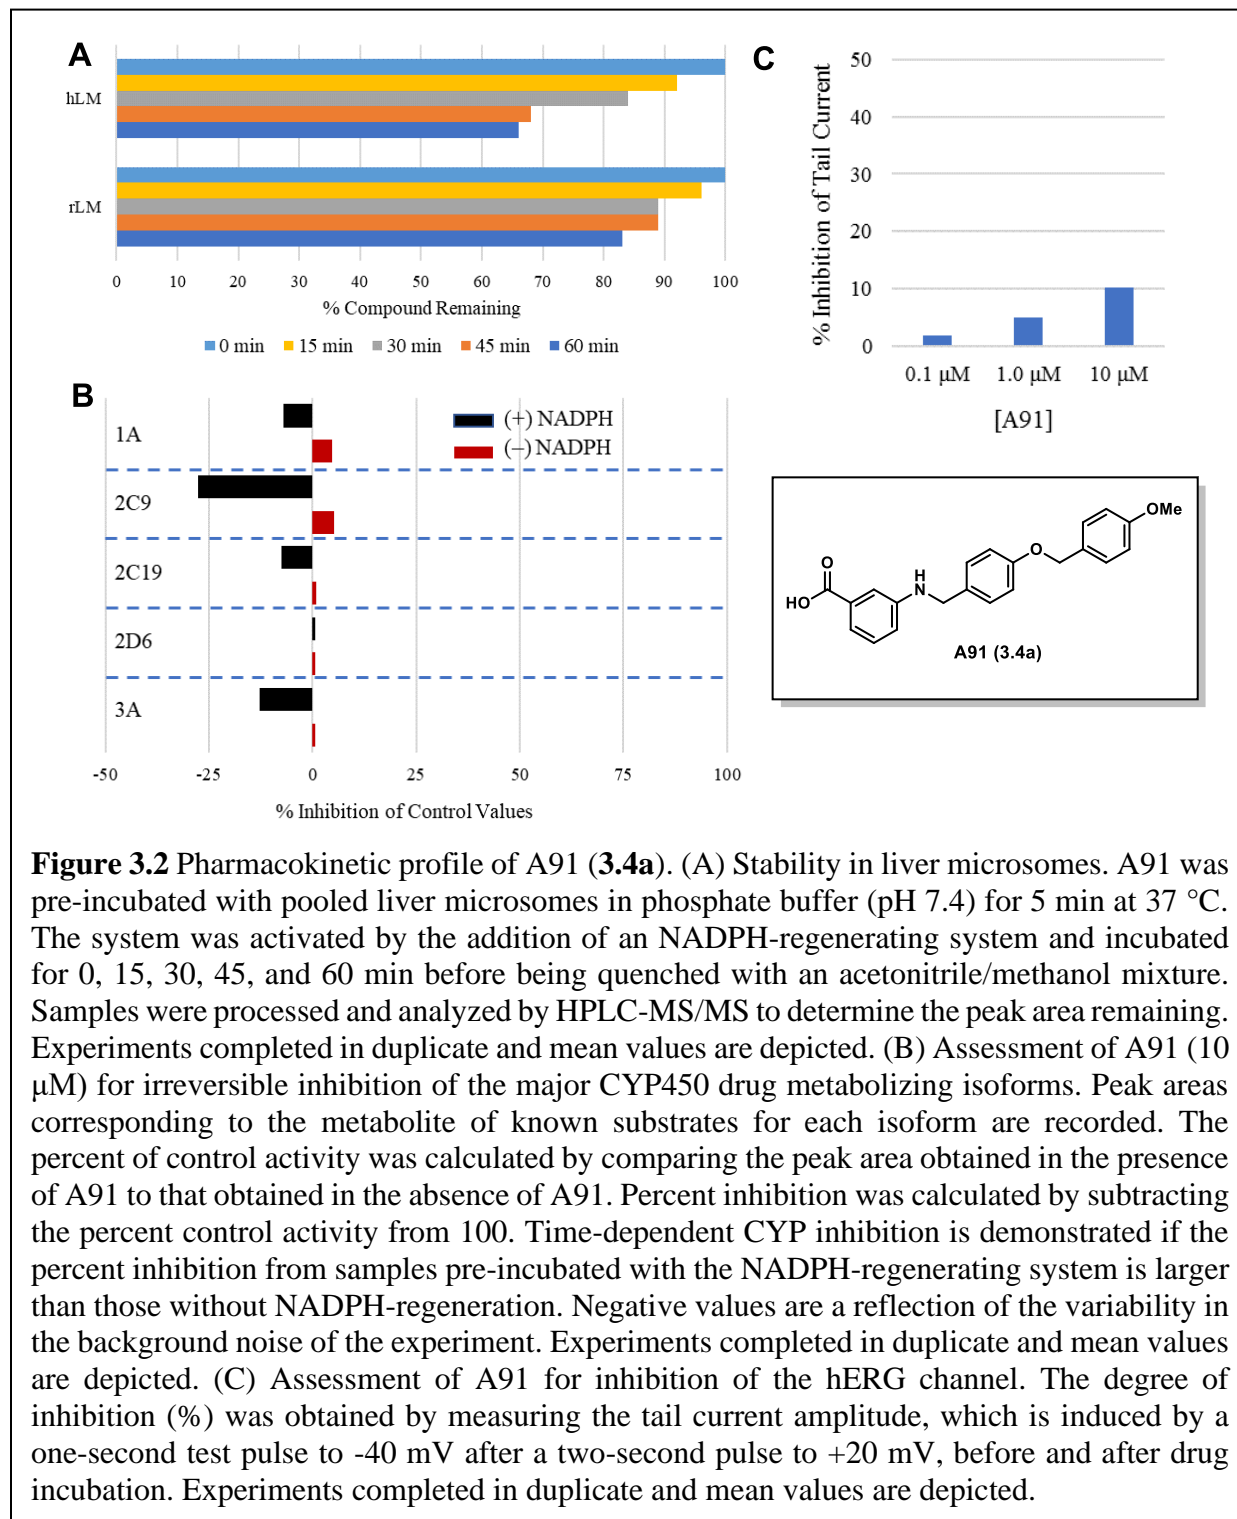 A
hLM
rLM
0 10 20 30 40 50 60 70 80 90 100
% Compound Remaining
0 min 15 min 30 min 45 min 60 min
C
% Inhibition of Tail Current
50
40
30
20
10
0
0.1 µM 1.0 µM 10 µM
[A91]
B
(+) NADPH
(–) NADPH
1A
2C9
2C19
2D6
3A
-50 -25 0 25 50 75 100
% Inhibition of Control Values
OMe
O
O
H
N
HO
A91 (3.4a)
Figure 3.2 Pharmacokinetic profile of A91 (3.4a). (A) Stability in liver microsomes. A91 was
pre-incubated with pooled liver microsomes in phosphate buffer (pH 7.4) for 5 min at 37 °C.
The system was activated by the addition of an NADPH-regenerating system and incubated
for 0, 15, 30, 45, and 60 min before being quenched with an acetonitrile/methanol mixture.
Samples were processed and analyzed by HPLC-MS/MS to determine the peak area remaining.
Experiments completed in duplicate and mean values are depicted. (B) Assessment of A91 (10
µM) for irreversible inhibition of the major CYP450 drug metabolizing isoforms. Peak areas
corresponding to the metabolite of known substrates for each isoform are recorded. The
percent of control activity was calculated by comparing the peak area obtained in the presence
of A91 to that obtained in the absence of A91. Percent inhibition was calculated by subtracting
the percent control activity from 100. Time-dependent CYP inhibition is demonstrated if the
percent inhibition from samples pre-incubated with the NADPH-regenerating system is larger
than those without NADPH-regeneration. Negative values are a reflection of the variability in
the background noise of the experiment. Experiments completed in duplicate and mean values
are depicted. (C) Assessment of A91 for inhibition of the hERG channel. The degree of
inhibition (%) was obtained by measuring the tail current amplitude, which is induced by a
one-second test pulse to -40 mV after a two-second pulse to +20 mV, before and after drug
incubation. Experiments completed in duplicate and mean values are depicted.